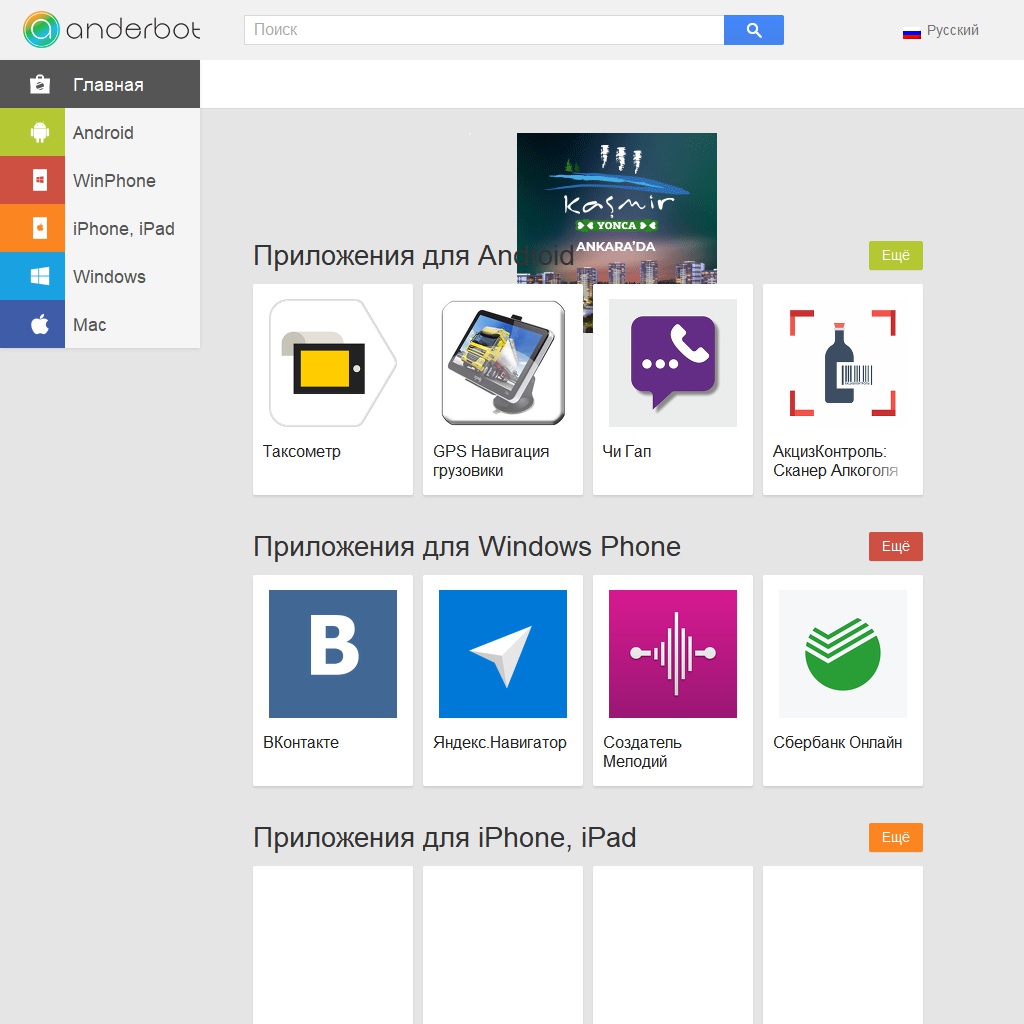 anderbot
Поиск
Русский
Главная
Android
WinPhone
iPhone, iPad
Windows
Mac
Kaşmir
YONCA
ANKARA'DA
Приложения для Android
Ещё
Таксометр
GPS Навигация
грузовики
Чи Гап
АкцизКонтроль:
Сканер Алкоголя
Приложения для Windows Phone
Ещё
В
ВКонтакте
Яндекс.Навигатор
Создатель
Мелодий
Сбербанк Онлайн
Приложения для iPhone, iPad
Ещё